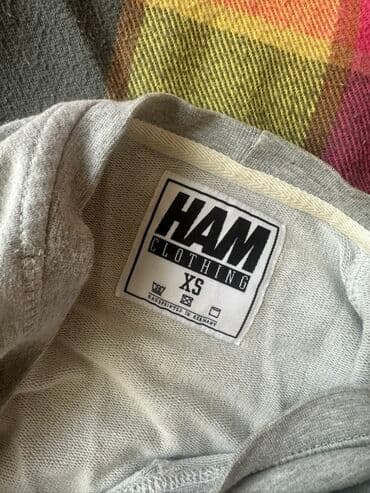 HAM
CLOTHING
XS
HANDPRINTED IN GERMANY